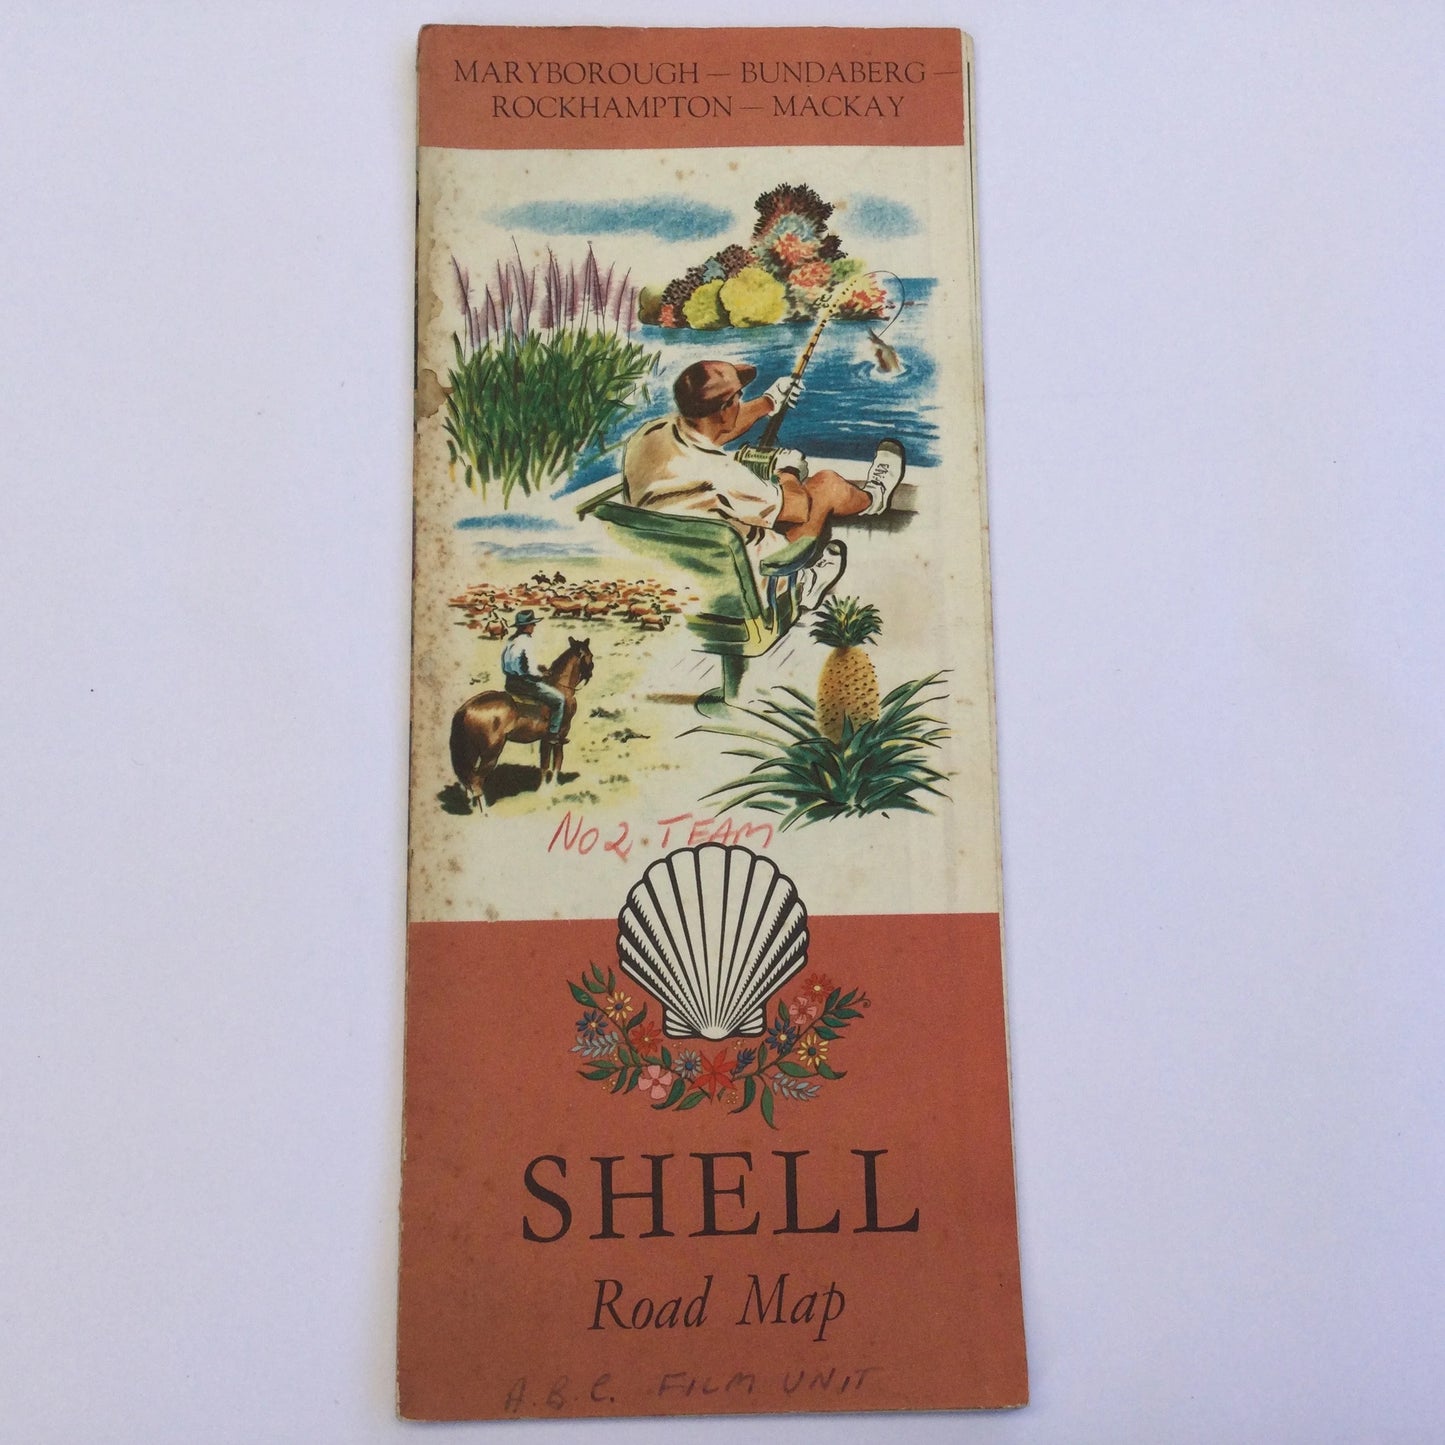 MARYBOROUGH — BUNDABERG —
ROCKHAMPTON — MACKAY
No 2. TEAM
SHELL
Road Map
A.B.C. FILM UNIT